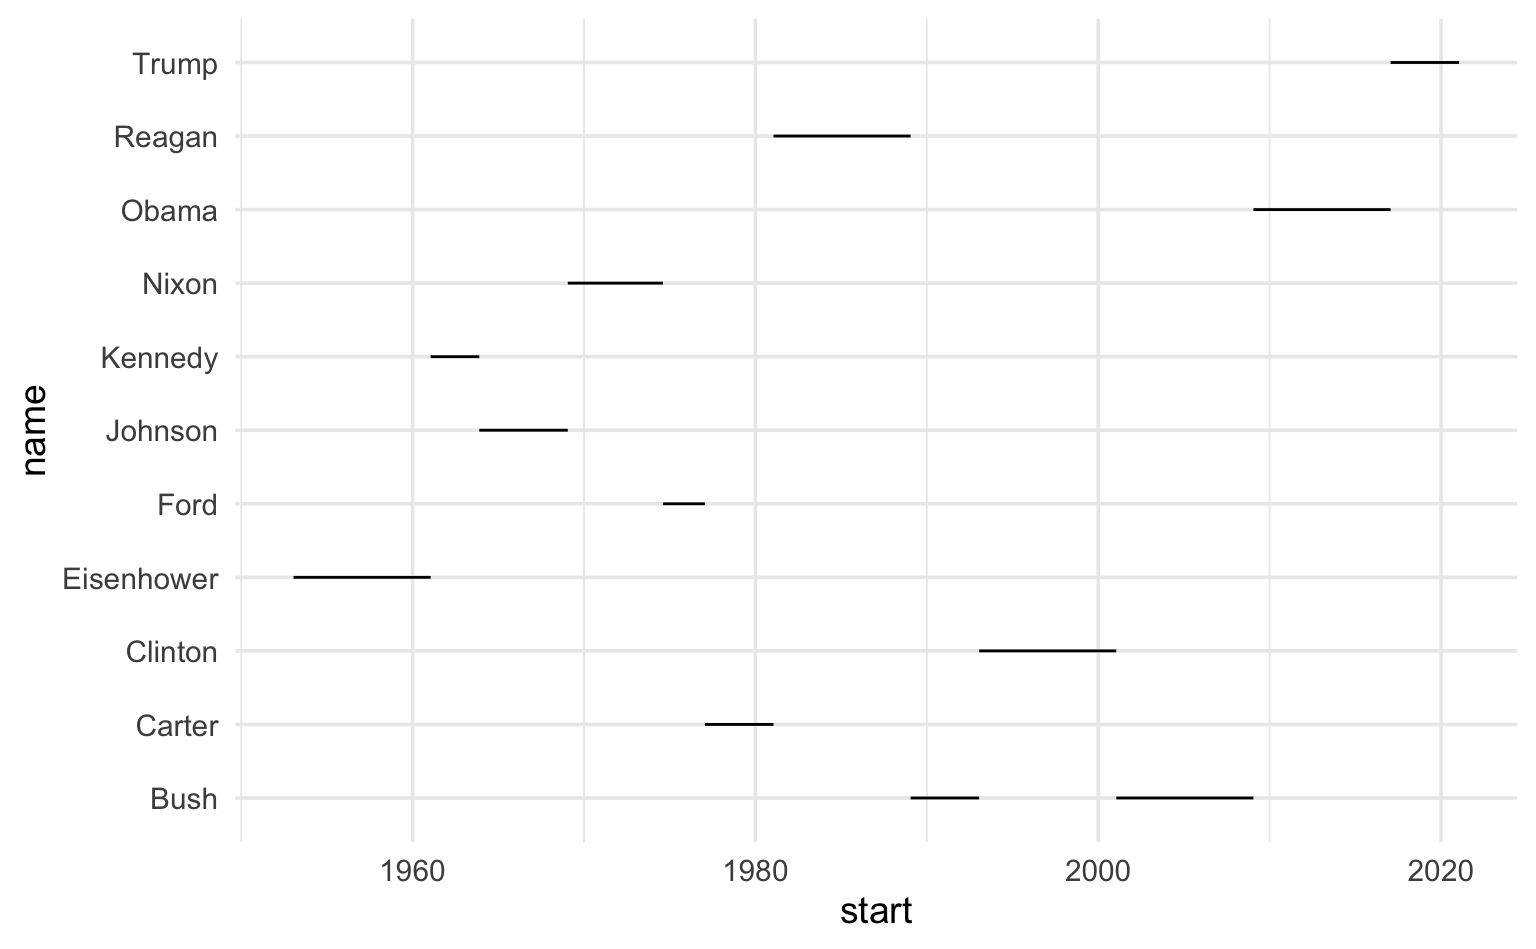 Trump
Reagan
Obama
Nixon
Kennedy
Johnson
Ford
Eisenhower
Clinton
Carter
Bush
name
1960 1980 2000 2020
start